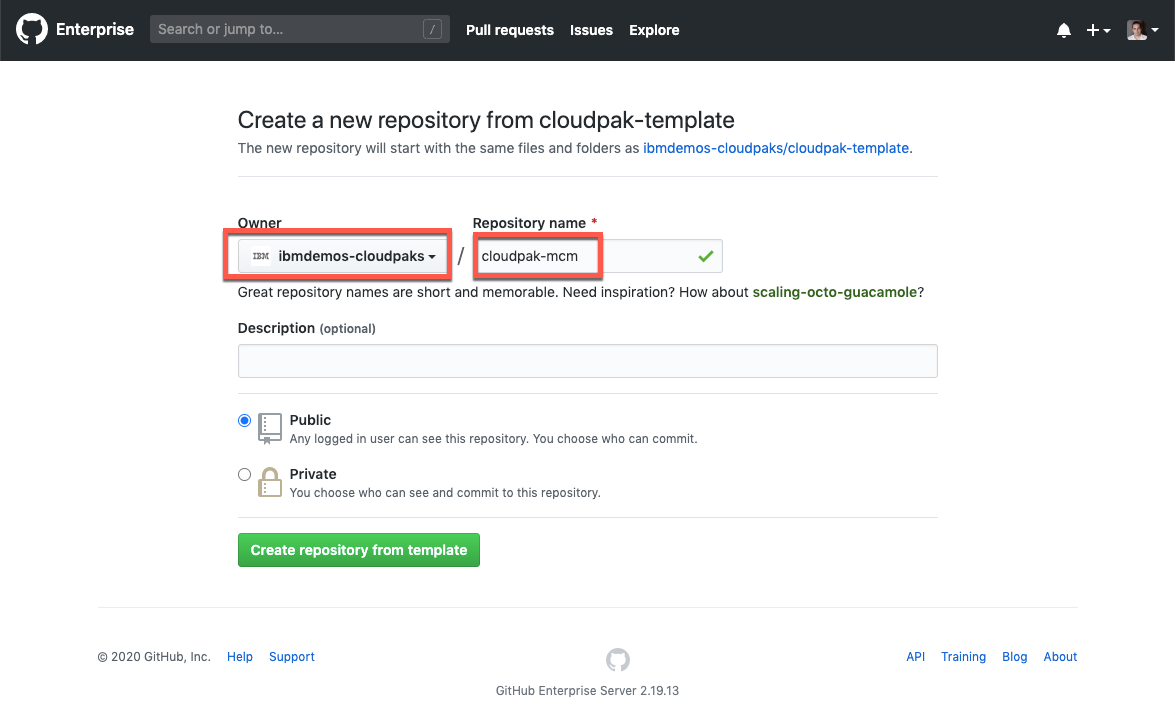 Enterprise Search or jump to... / Pull requests Issues Explore
Create a new repository from cloudpak-template
The new repository will start with the same files and folders as ibmdemos-cloudpaks/cloudpak-template.
Owner Repository name *
IBM ibmdemos-cloudpaks / cloudpak-mcm
Great repository names are short and memorable. Need inspiration? How about scaling-octo-guacamole?
Description (optional)
Public
Any logged in user can see this repository. You choose who can commit.
Private
You choose who can see and commit to this repository.
Create repository from template
© 2020 GitHub, Inc. Help Support API Training Blog About
GitHub Enterprise Server 2.19.13